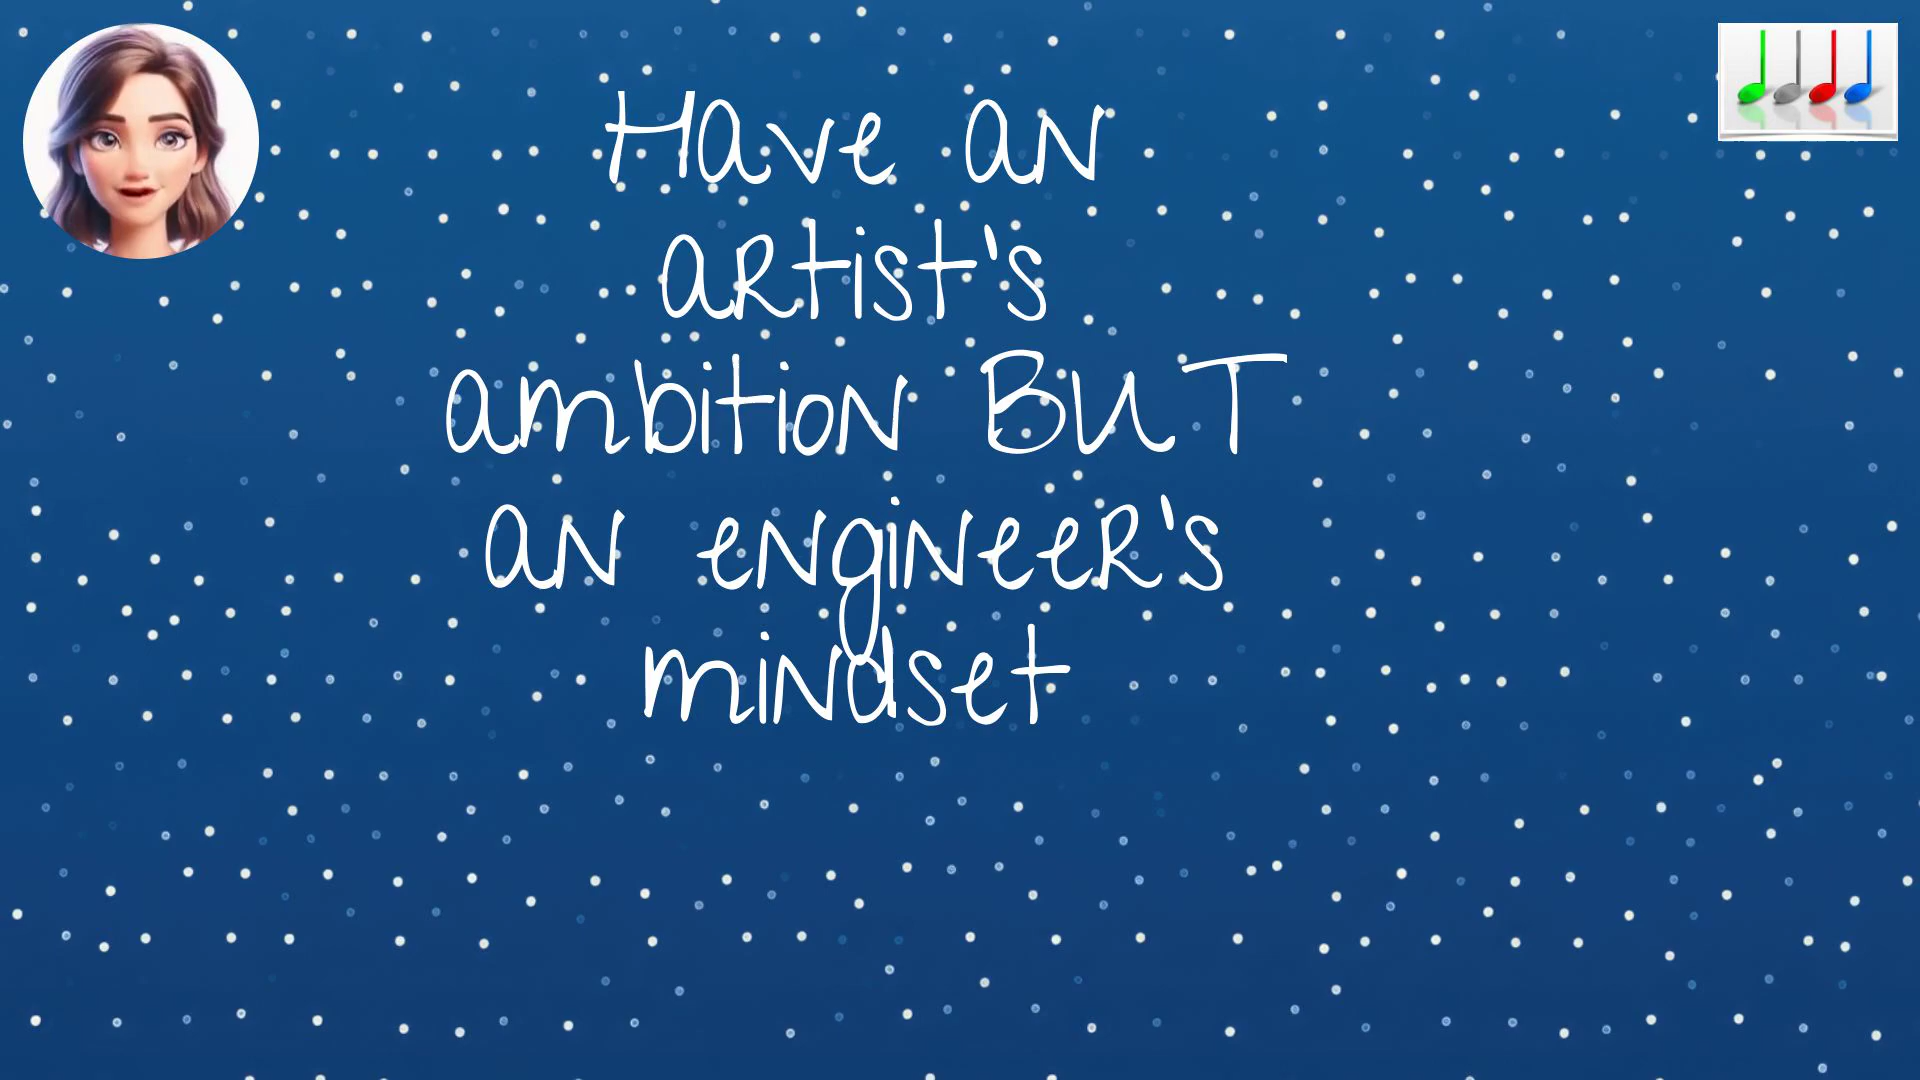 Have an
artist's
ambition BUT
an engineer's
mindset